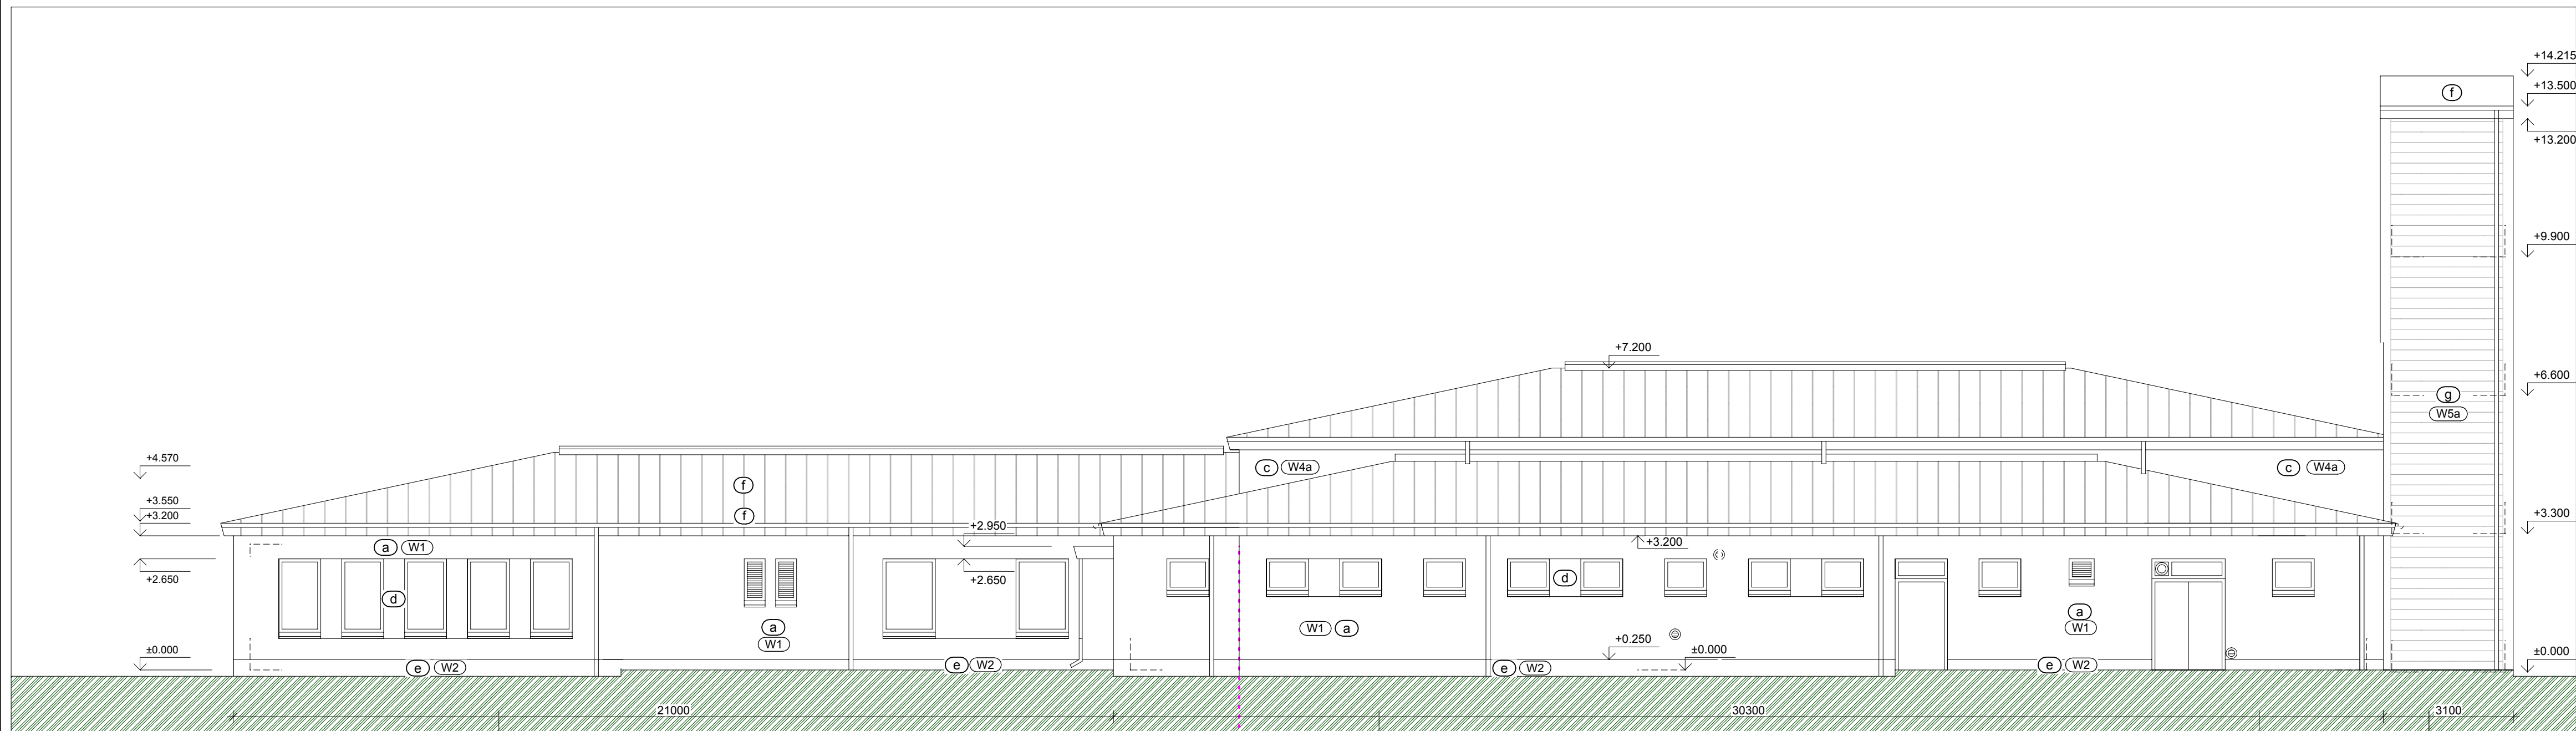 +14.215
f
+13.500
+13.200
+9.900
+7.200
+6.600
g
W5a
+4.570
c W4a
c W4a
f
+3.550
f
+3.200
+2.950
+3.300
a W1
+3.200
+2.650
+2.650
d
d
a
W1
W1 a
a
W1
+0.250
±0.000
±0.000
±0.000
e W2
e W2
e W2
e W2
21000
30300
3100